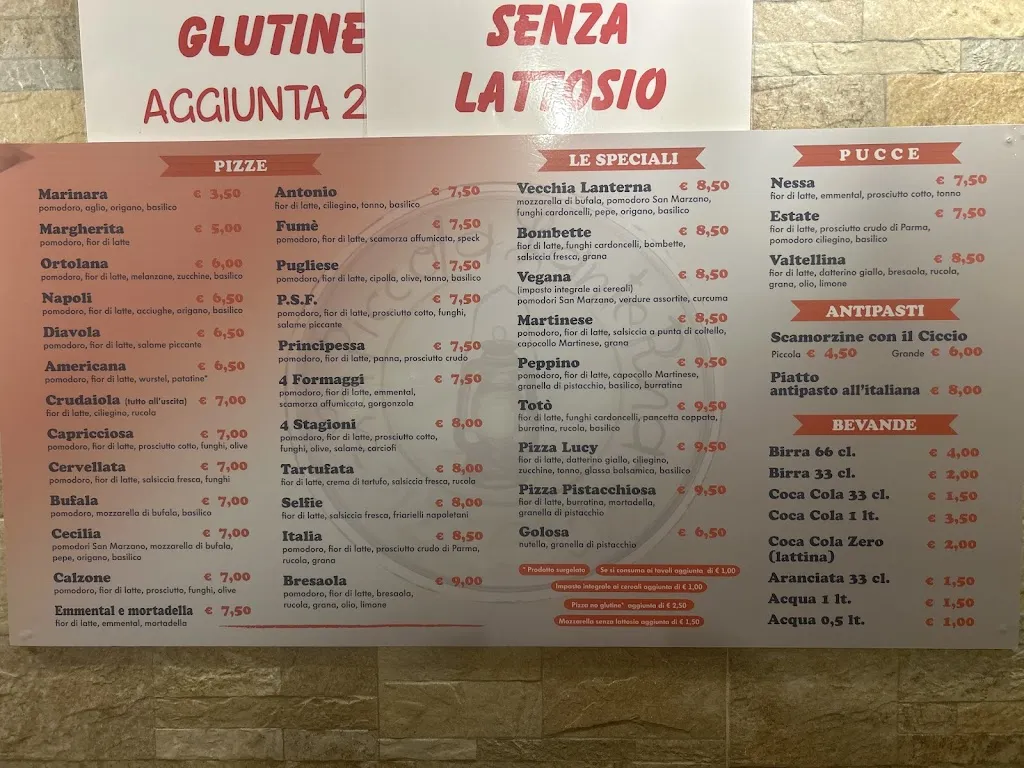 GLUTINE
AGGIUNTA 2
SENZA
LATTOSIO
PIZZE
Marinara € 3,50
pomodoro, aglio, origano, basilico
Margherita € 5,00
pomodoro, fior di latte
Ortolana € 6,00
pomodoro, fior di latte, melanzane, zucchine, basilico
Napoli € 6,50
pomodoro, fior di latte, acciughe, origano, basilico
Diavola € 6,50
pomodoro, fior di latte, salame piccante
Americana € 6,50
pomodoro, fior di latte, wurstel, patatine*
Crudaiola (tutto all'uscita) € 7,00
fior di latte, ciliegino, rucola
Capricciosa € 7,00
pomodoro, fior di latte, prosciutto cotto, funghi, olive
Cervellata € 7,00
pomodoro, fior di latte, salsiccia fresca, funghi
Bufala € 7,00
pomodoro, mozzarella di bufala, basilico
Cecilia € 7,00
pomodori San Marzano, mozzarella di bufala,
pepe, origano, basilico
Calzone € 7,00
pomodoro, fior di latte, prosciutto, funghi, olive
Emmental e mortadella € 7,50
fior di latte, emmental, mortadella
Antonio € 7,50
fior di latte, ciliegino, tonno, basilico
Fumè € 7,50
pomodoro, fior di latte, scamorza affumicata, speck
Pugliese € 7,50
pomodoro, fior di latte, cipolla, olive, tonno, basilico
P.S.F. € 7,50
pomodoro, fior di latte, prosciutto cotto, funghi,
salame piccante
Principessa € 7,50
pomodoro, fior di latte, panna, prosciutto crudo
4 Formaggi € 7,50
pomodoro, fior di latte, emmental,
scamorza affumicata, gorgonzola
4 Stagioni € 8,00
pomodoro, fior di latte, prosciutto cotto,
funghi, olive, salame, carciofi
Tartufata € 8,00
fior di latte, crema di tartufo, salsiccia fresca, rucola
Selfie € 8,00
fior di latte, salsiccia fresca, friarielli napoletani
Italia € 8,50
pomodoro, fior di latte, prosciutto crudo di Parma,
rucola, grana
Bresaola € 9,00
pomodoro, fior di latte, bresaola,
rucola, grana, olio, limone
LE SPECIALI
Vecchia Lanterna € 8,50
mozzarella di bufala, pomodoro San Marzano,
funghi cardoncelli, pepe, origano, basilico
Bombette € 8,50
fior di latte, funghi cardoncelli, bombette,
salsiccia fresca, grana
Vegana € 8,50
(impasto integrale ai cereali)
pomodori San Marzano, verdure assortite, curcuma
Martinese € 8,50
pomodoro, fior di latte, salsiccia a punta di coltello,
capocollo Martinese, grana
Peppino € 9,50
pomodoro, fior di latte, capocollo Martinese,
granella di pistacchio, basilico, burratina
Totò € 9,50
fior di latte, funghi cardoncelli, pancetta coppata,
burratina, rucola, basilico
Pizza Lucy € 9,50
fior di latte, datterino giallo, ciliegino,
zucchine, tonno, glassa balsamica, basilico
Pizza Pistacchiosa € 9,50
fior di latte, burratina, mortadella,
granella di pistacchio
Golosa € 6,50
nutella, granella di pistacchio
* Prodotto surgelato
Se si consuma ai tavoli aggiunta di € 1,00
Impasto integrale ai cereali aggiunta di € 1,00
Pizza no glutine* aggiunta di € 2,50
Mozzarella senza lattosio aggiunta di € 1,50
PUCCE
Nessa € 7,50
fior di latte, emmental, prosciutto cotto, tonno
Estate € 7,50
fior di latte, prosciutto crudo di Parma,
pomodoro ciliegino, basilico
Valtellina € 8,50
fior di latte, datterino giallo, bresaola, rucola,
grana, olio, limone
ANTIPASTI
Scamorzine con il Ciccio
Piccola € 4,50 Grande € 6,00
Piatto
antipasto all'italiana € 8,00
BEVANDE
Birra 66 cl. € 4,00
Birra 33 cl. € 2,00
Coca Cola 33 cl. € 1,50
Coca Cola 1 lt. € 3,50
Coca Cola Zero
(lattina) € 2,00
Aranciata 33 cl. € 1,50
Acqua 1 lt. € 1,50
Acqua 0,5 lt. € 1,00